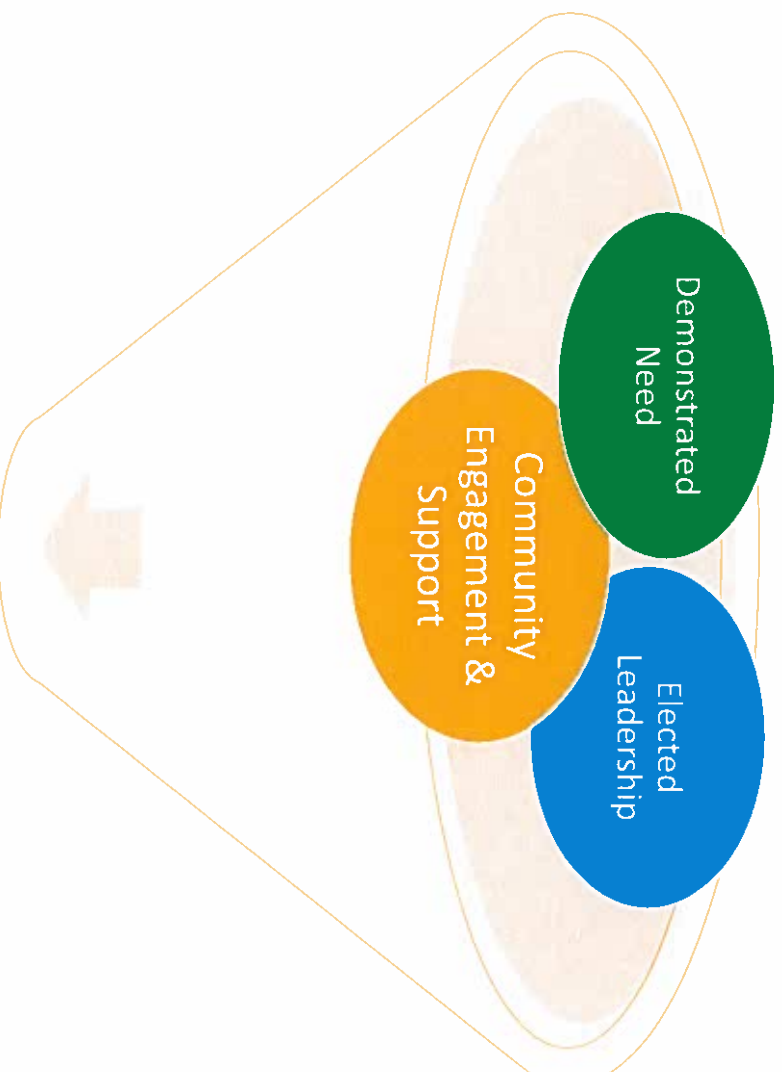 Demonstrated
Need
Elected
Leadership
Community
Engagement &
Support